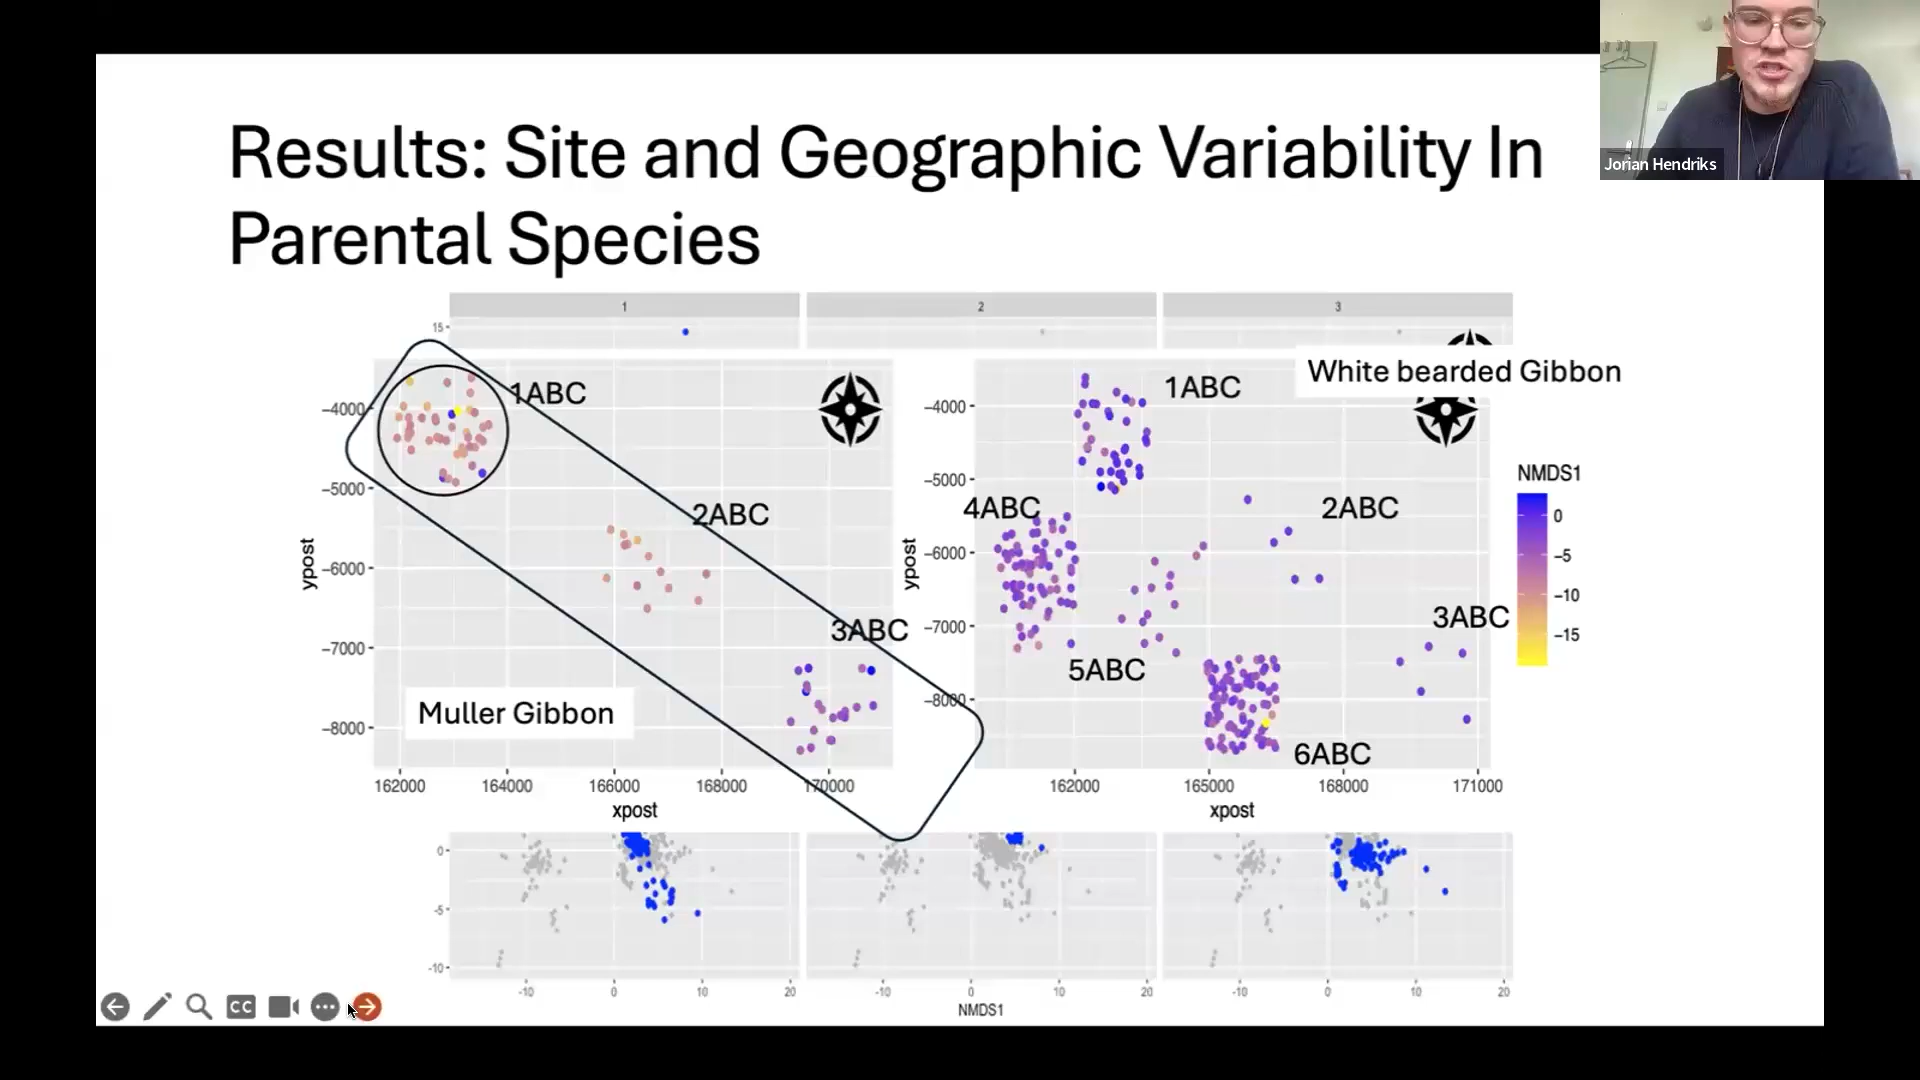 Results: Site and Geographic Variability In
Parental Species
Jorian Hendriks
1
2
3
15
1ABC
2ABC
3ABC
Muller Gibbon
ypost
-4000
-5000
-6000
-7000
-8000
162000 164000 166000 168000 170000
xpost
White bearded Gibbon
1ABC
4ABC
2ABC
3ABC
5ABC
6ABC
ypost
-4000
-5000
-6000
-7000
-8000
162000 165000 168000 171000
xpost
NMDS1
0
-5
-10
-15
0
-5
-10
-10 0 10 20
-10 0 10 20
-10 0 10 20
NMDS1
CC